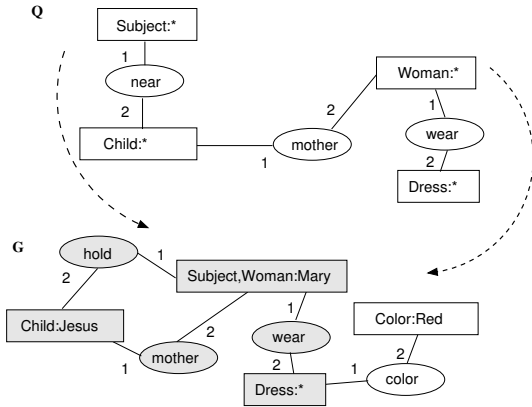 Q
Subject:*
1
near
2
Child:*
1
mother
2
Woman:*
1
wear
2
Dress:*
G
hold
1
2
Subject,Woman:Mary
Child:Jesus
1
mother
2
1
wear
2
Dress:*
1
color
2
Color:Red